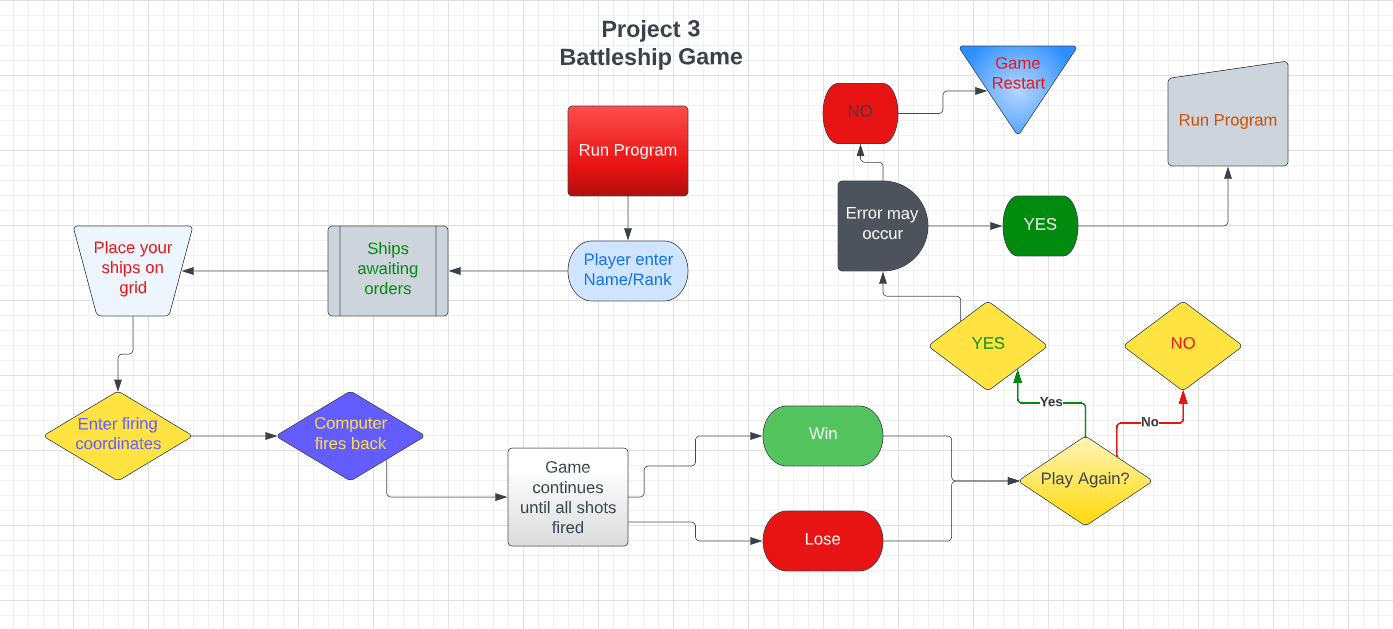 Project 3
Battleship Game
Run Program
Player enter
Name/Rank
Ships
awaiting
orders
Place your
ships on
grid
Enter firing
coordinates
Computer
fires back
Game
continues
until all shots
fired
Win
Lose
Play Again?
Yes
No
YES
NO
Error may
occur
NO
Game
Restart
YES
Run Program